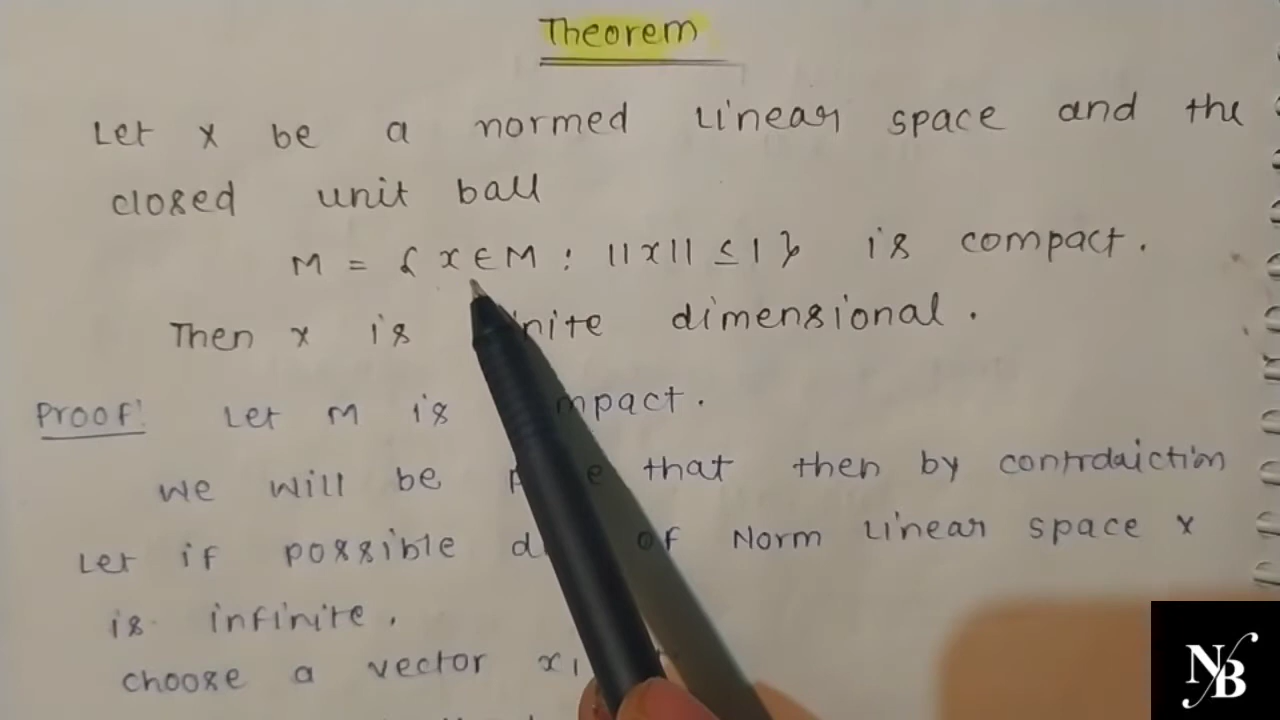 Theorem
Let x be a normed linear space and the
closed unit ball
M = { x ∈ M : ||x|| ≤ 1 } is compact.
Then x is dimensional.
Proof: Let M is
we will be that then by contrdaiction
Let if possible of Norm linear space x
is infinite.
choose a vector x₁
NB